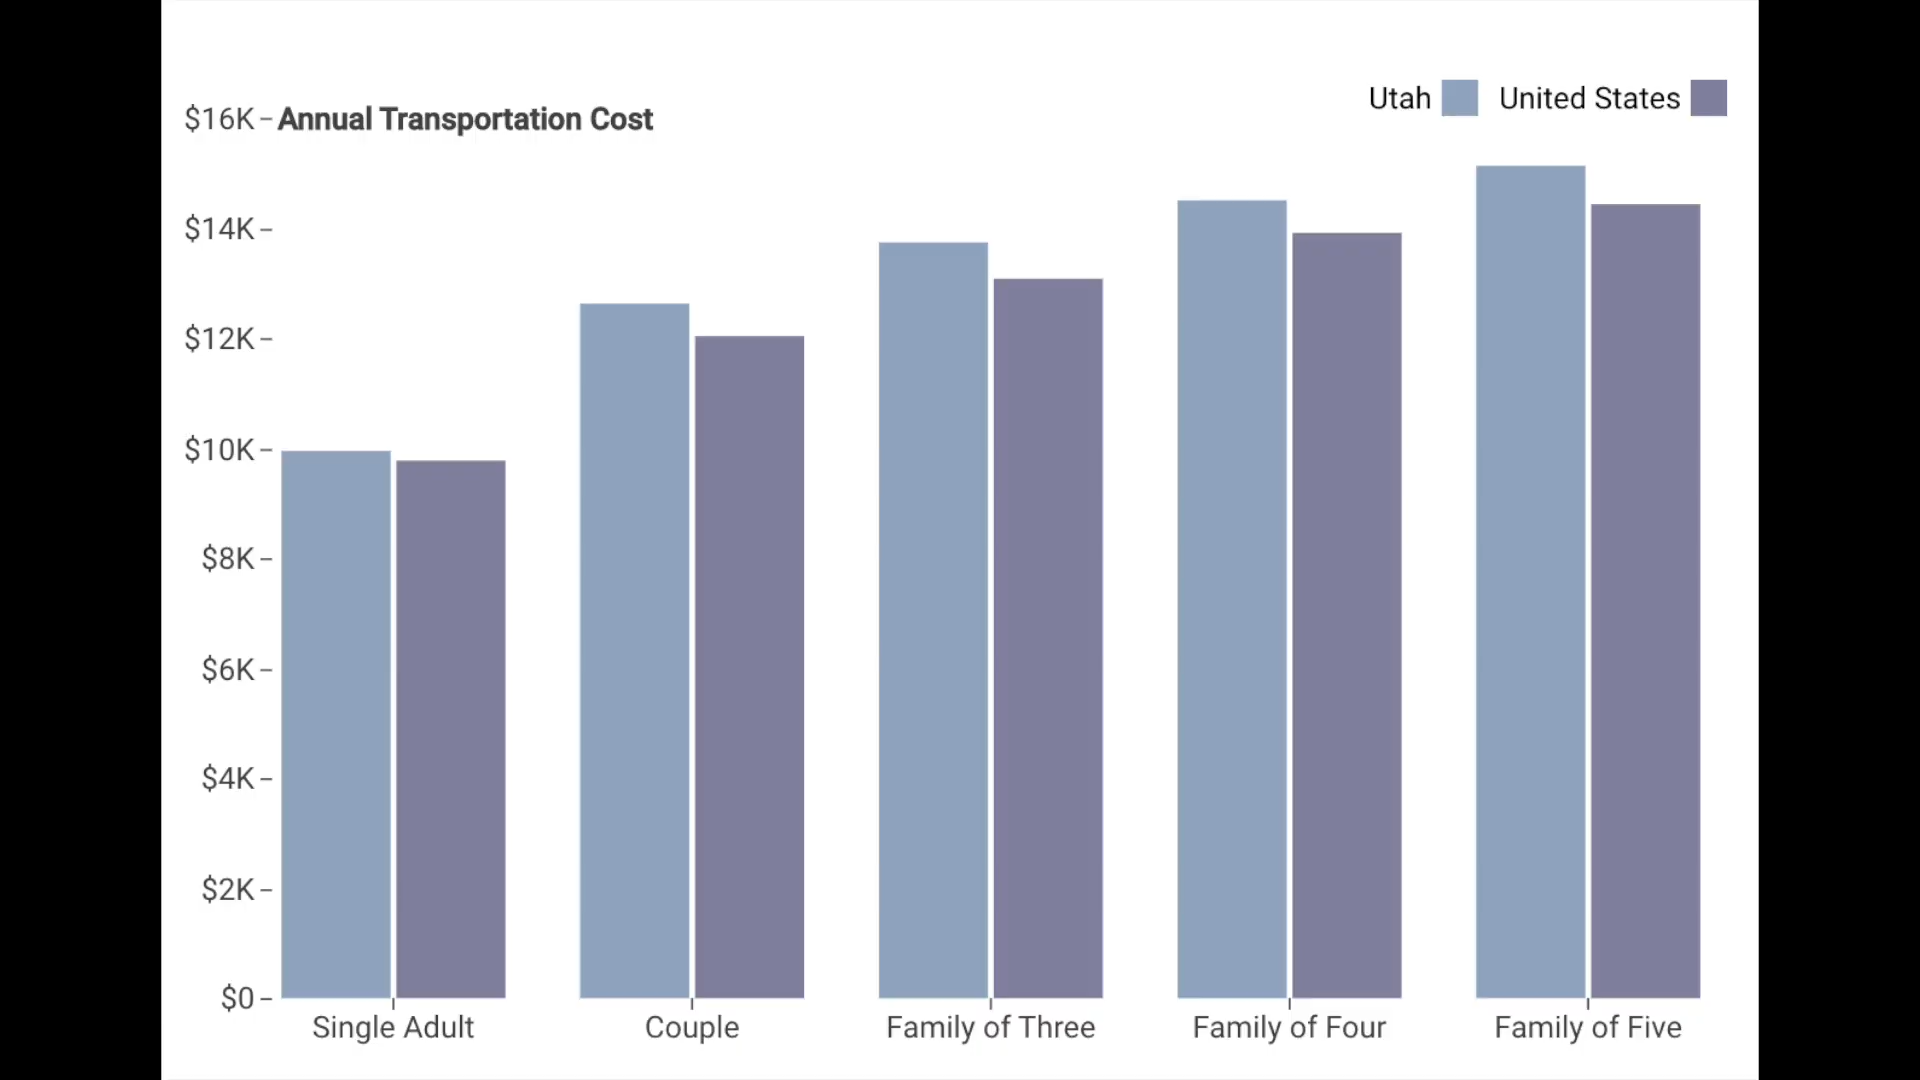 Utah United States
$16K Annual Transportation Cost
$14K
$12K
$10K
$8K
$6K
$4K
$2K
$0
Single Adult Couple Family of Three Family of Four Family of Five